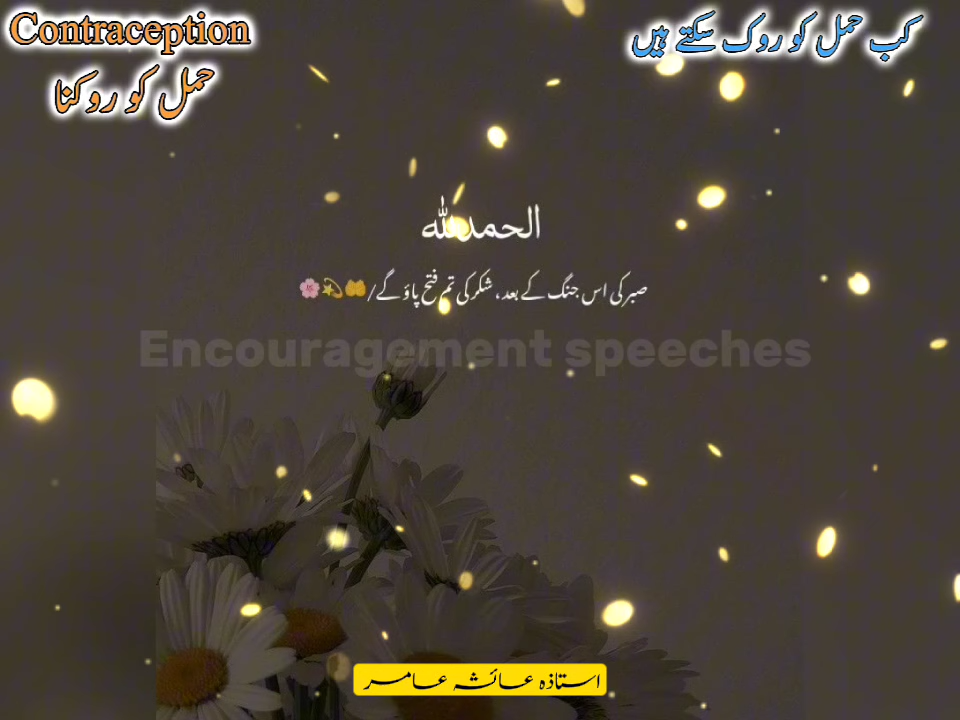 Contraception
حمل کو روکنا
کب حمل کو روک سکتے ہیں
الحمدللہ
صبر کی اس جنگ کے بعد، شکر کی تم فتح پاؤ گے/🤲💫🌸
Encouragement speeches
استاذہ عائشہ عامر